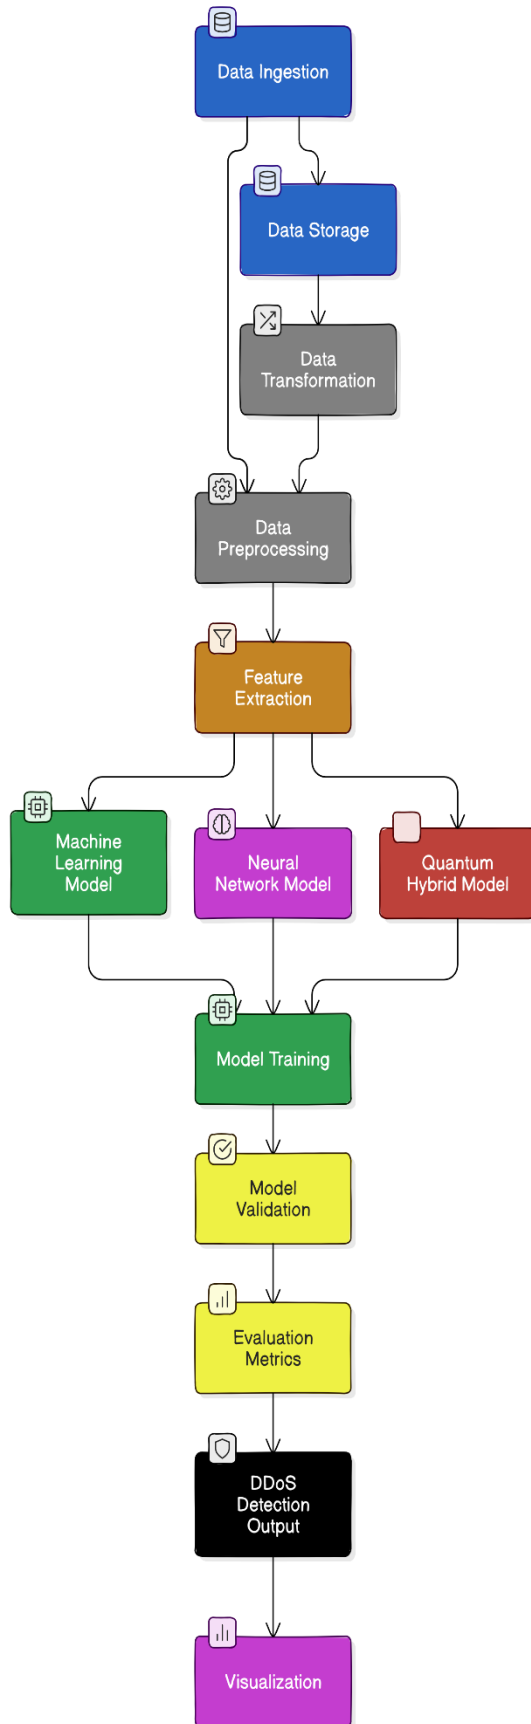 Data Ingestion
Data Storage
Data
Transformation
Data
Preprocessing
Feature
Extraction
Machine
Learning
Model
Neural
Network Model
Quantum
Hybrid Model
Model Training
Model
Validation
Evaluation
Metrics
DDoS
Detection
Output
Visualization